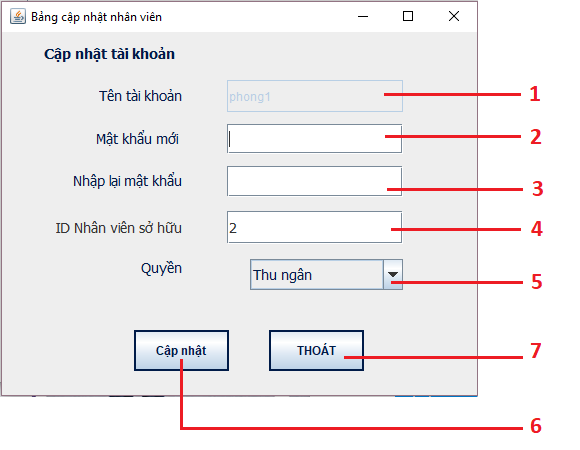 Bảng cập nhật nhân viên
Cập nhật tài khoản
Tên tài khoản phong1 1
Mật khẩu mới 2
Nhập lại mật khẩu 3
ID Nhân viên sở hữu 2 4
Quyền Thu ngân 5
Cập nhật THOÁT 7
6